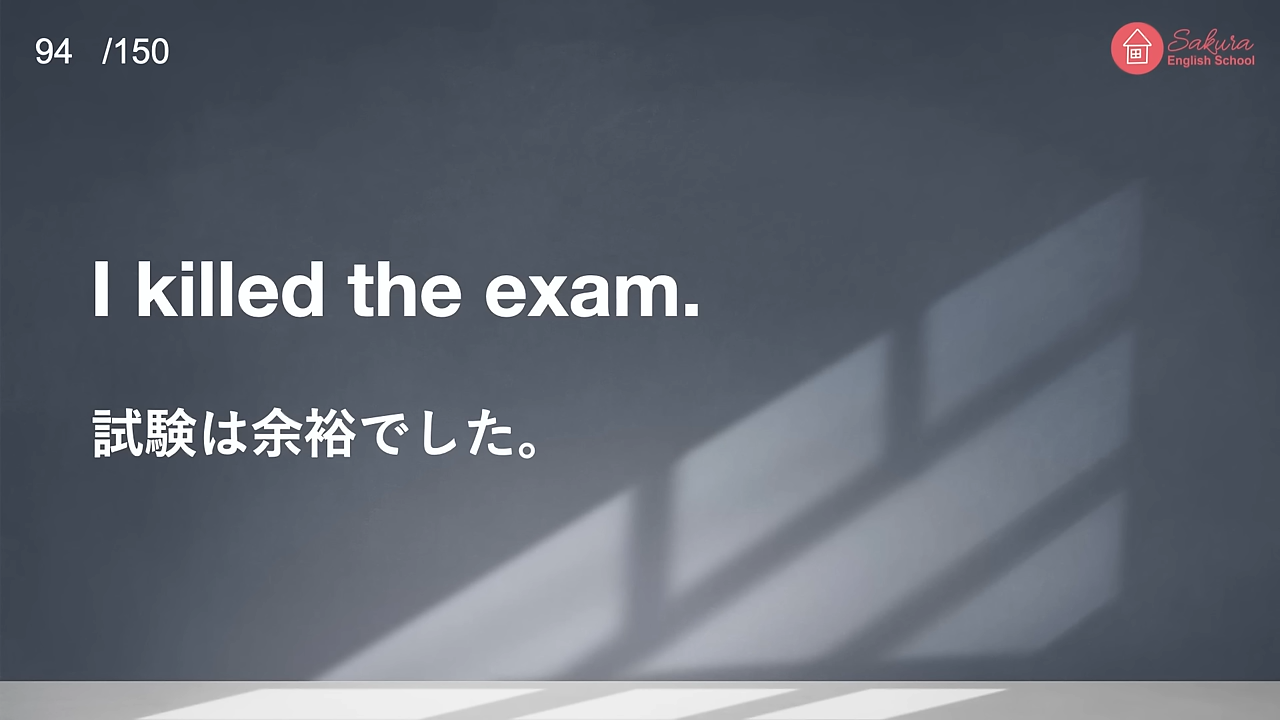 94 /150
Sakura
English School
I killed the exam.
試験は余裕でした。